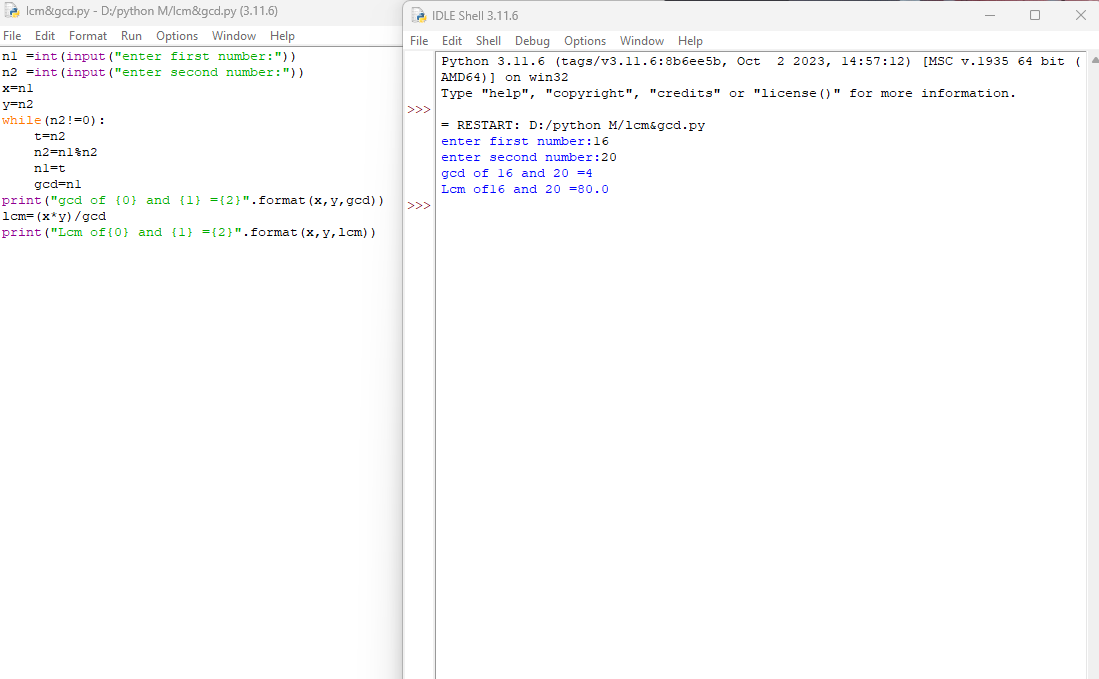 lcm&gcd.py - D:/python M/lcm&gcd.py (3.11.6)
File Edit Format Run Options Window Help
n1 =int(input("enter first number:"))
n2 =int(input("enter second number:"))
x=n1
y=n2
while(n2!=0):
    t=n2
    n2=n1%n2
    n1=t
    gcd=n1
print("gcd of {0} and {1} ={2}".format(x,y,gcd))
lcm=(x*y)/gcd
print("Lcm of{0} and {1} ={2}".format(x,y,lcm))
IDLE Shell 3.11.6
File Edit Shell Debug Options Window Help
Python 3.11.6 (tags/v3.11.6:8b6ee5b, Oct  2 2023, 14:57:12) [MSC v.1935 64 bit (
AMD64)] on win32
Type "help", "copyright", "credits" or "license()" for more information.
>>>
= RESTART: D:/python M/lcm&gcd.py
enter first number:16
enter second number:20
gcd of 16 and 20 =4
Lcm of16 and 20 =80.0
>>>